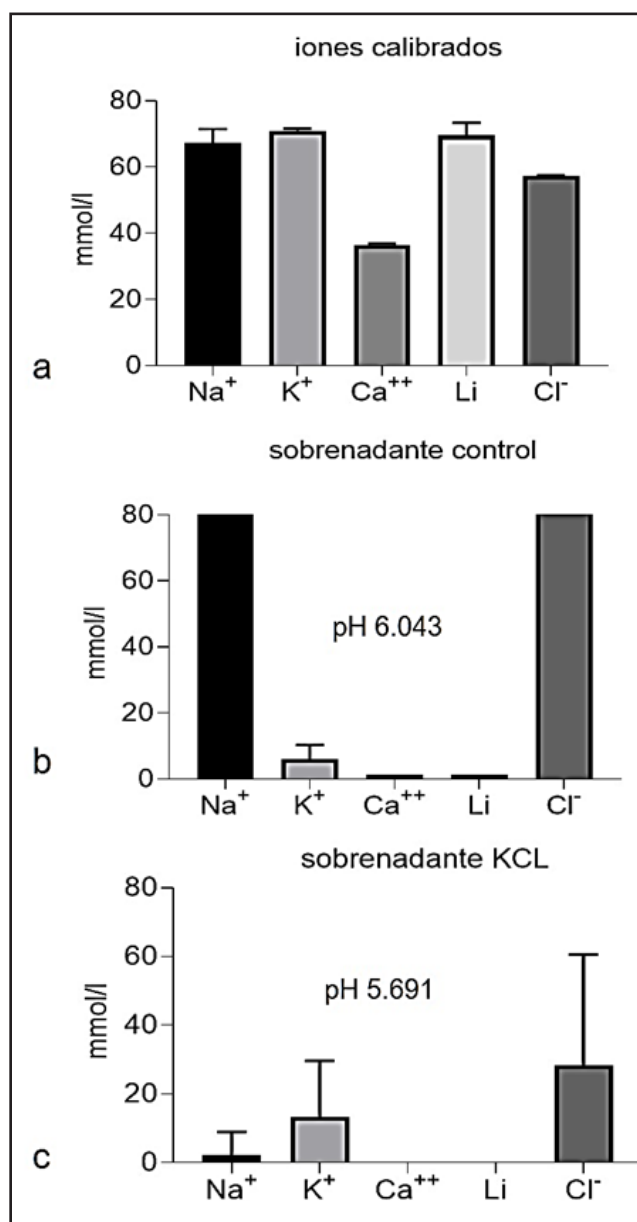 iones calibrados
80
60
40
20
0
mmol/l
Na⁺ K⁺ Ca⁺⁺ Li Cl⁻
a
sobrenadante control
80
60
40
20
0
mmol/l
pH 6.043
Na⁺ K⁺ Ca⁺⁺ Li Cl⁻
b
sobrenadante KCL
80
60
40
20
0
mmol/l
pH 5.691
Na⁺ K⁺ Ca⁺⁺ Li Cl⁻
c